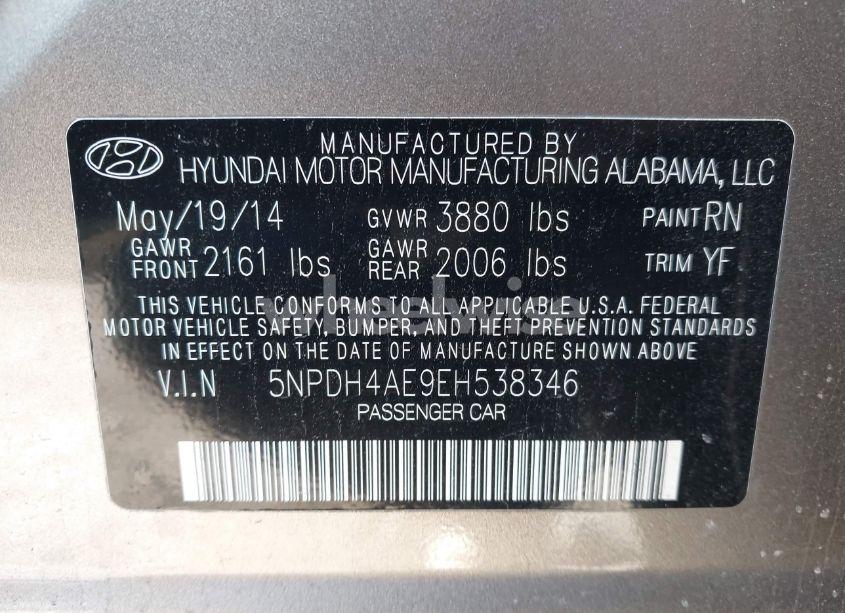 MANUFACTURED BY
HYUNDAI MOTOR MANUFACTURING ALABAMA, LLC
May/19/14 GVWR 3880 lbs PAINT RN
GAWR FRONT 2161 lbs GAWR REAR 2006 lbs TRIM YF
THIS VEHICLE CONFORMS TO ALL APPLICABLE U.S.A. FEDERAL
MOTOR VEHICLE SAFETY, BUMPER, AND THEFT PREVENTION STANDARDS
IN EFFECT ON THE DATE OF MANUFACTURE SHOWN ABOVE.
V.I.N 5NPDH4AE9EH538346
PASSENGER CAR